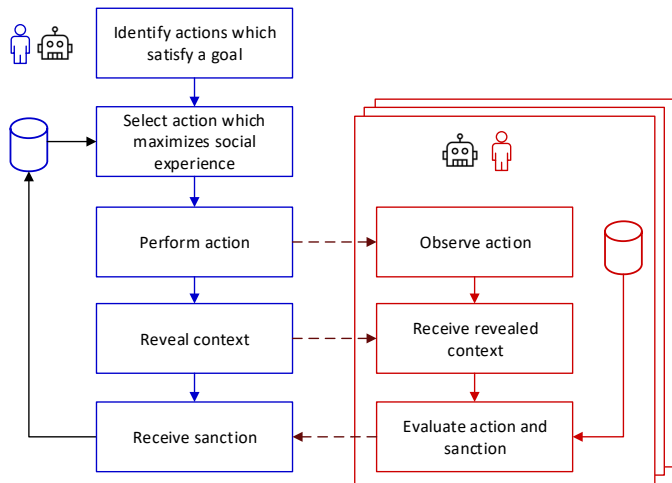 Identify actions which
satisfy a goal
Select action which
maximizes social
experience
Perform action
Observe action
Reveal context
Receive revealed
context
Receive sanction
Evaluate action and
sanction